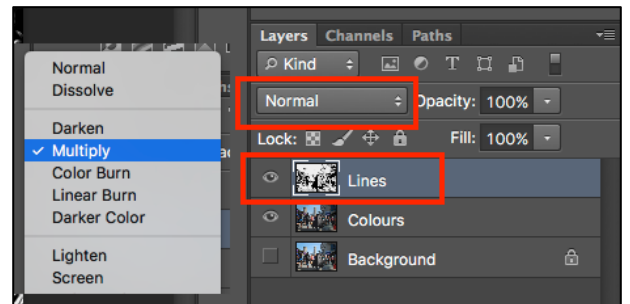 Normal
Dissolve
Darken
Multiply
Color Burn
Linear Burn
Darker Color
Lighten
Screen
Layers Channels Paths
Kind
Normal Opacity: 100%
Lock: Fill: 100%
Lines
Colours
Background